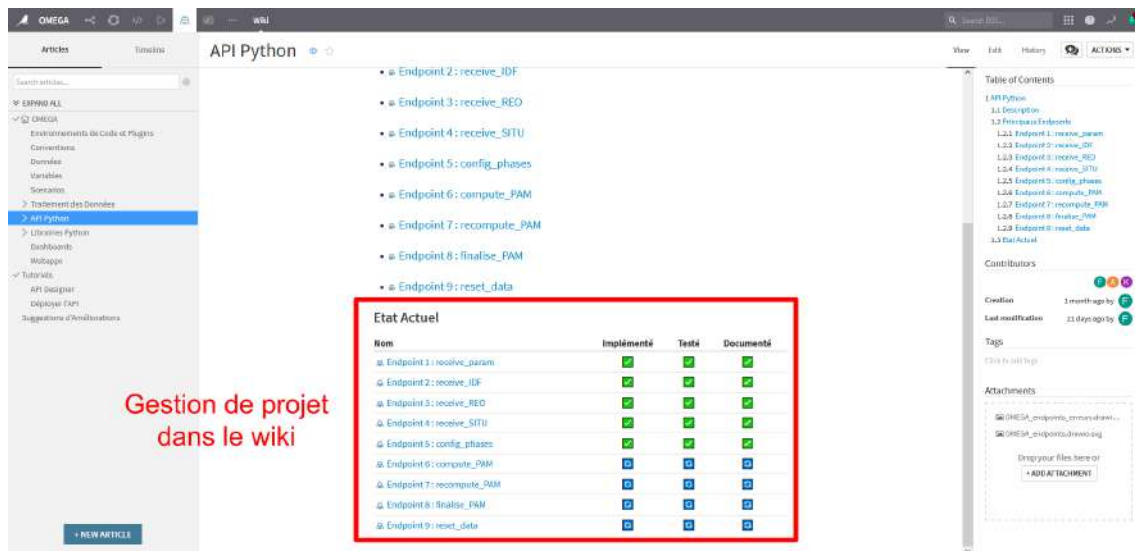 OMEGA
Wiki
Search DSS...
Articles
Timeline
API Python
View
Edit
History
ACTIONS
Search articles...
EXPAND ALL
OMEGA
Environnements de Code et Plugins
Conventions
Données
Variables
Scenarios
Traitement des Données
API Python
Librairies Python
Dashboards
Webapps
Tutoriels
API Designer
Déployer l'API
Suggestions d'Améliorations
+ NEW ARTICLE
Endpoint 2 : receive_IDF
Endpoint 3 : receive_REO
Endpoint 4 : receive_SITU
Endpoint 5 : config_phases
Endpoint 6 : compute_PAM
Endpoint 7 : recompute_PAM
Endpoint 8 : finalise_PAM
Endpoint 9 : reset_data
Etat Actuel
Nom Implémenté Testé Documenté
Endpoint 1 : receive_param
Endpoint 2 : receive_IDF
Endpoint 3 : receive_REO
Endpoint 4 : receive_SITU
Endpoint 5 : config_phases
Endpoint 6 : compute_PAM
Endpoint 7 : recompute_PAM
Endpoint 8 : finalise_PAM
Endpoint 9 : reset_data
Gestion de projet
dans le wiki
Table of Contents
1 API Python
1.1 Description
1.2 Principaux Endpoints
1.2.1 Endpoint 1 : receive_param
1.2.2 Endpoint 2 : receive_IDF
1.2.3 Endpoint 3 : receive_REO
1.2.4 Endpoint 4 : receive_SITU
1.2.5 Endpoint 5 : config_phases
1.2.6 Endpoint 6 : compute_PAM
1.2.7 Endpoint 7 : recompute_PAM
1.2.8 Endpoint 8 : finalise_PAM
1.2.9 Endpoint 9 : reset_data
1.3 Etat Actuel
Contributors
F A K
Creation 1 month ago by F
Last modification 21 days ago by F
Tags
Click to add tags
Attachments
OMEGA_endpoints_erreurs.drawi...
OMEGA_endpoints.drawio.svg
Drop your files here or
+ ADD ATTACHMENT